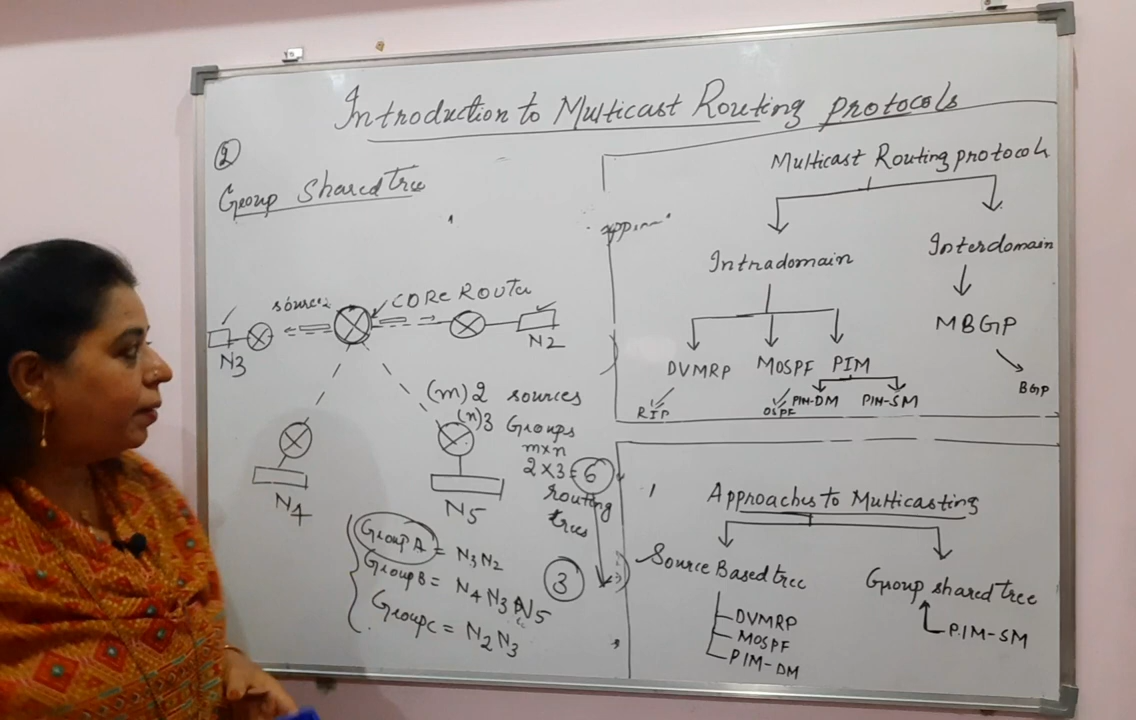 Introduction to Multicast Routing protocols
2
Group Shared Tree
source
CORE ROUTER
N3
N2
N4
N5
(m) 2 sources
(n) 3 Groups
m x n
2 x 3 = 6
routing
trees
3
Group A = N3 N2
Group B = N4 N3 N5
Group C = N2 N3
Multicast Routing protocols
Intradomain
Interdomain
MBGP
BGP
DVMRP MOSPF PIM
RIP OSPF PIM-DM PIM-SM
Approaches to Multicasting
Source Based tree
Group shared tree
DVMRP
MOSPF
PIM-DM
PIM-SM